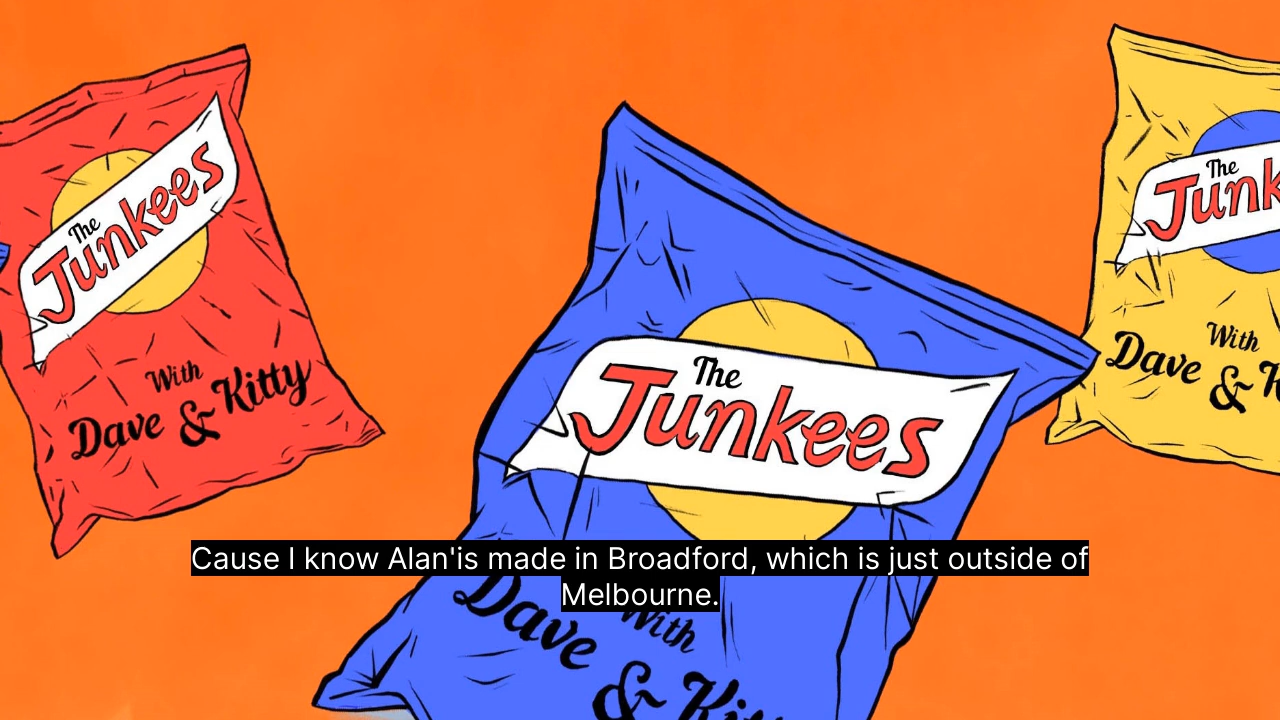 The
Junkees
With
Dave & Kitty
The
Junkees
With
Dave &
The
Junk
With
Dave &
Cause I know Alan'is made in Broadford, which is just outside of
Melbourne.